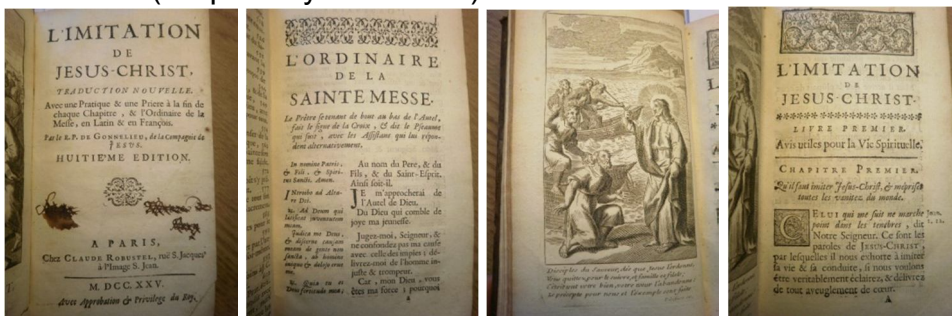 L'IMITATION
DE
JESUS-CHRIST,
TRADUCTION NOUVELLE.
Avec une Pratique & une Priere à la fin de
chaque Chapitre, & l'Ordinaire de la
Messe, en Latin & en François.
Par le R. P. DE GONNELIEU, de la Compagnie de
JESUS.
HUITIE'ME EDITION.
A PARIS,
Chez CLAUDE ROBUSTEL, ruë S. Jacques
à l'Image S. Jean.
M. DCC. XXV.
Avec Approbation & Privilege du Roy.
L'ORDINAIRE
DE LA
SAINTE MESSE.
Le Prêtre se tenant de bout au bas de l'Autel,
fait le signe de la Croix, & dit le Pseaume
qui suit, avec les Assistans qui lui répon-
dent alternativement.
In nomine Patris,
& Filii, & Spiri-
tus Sancti. Amen.
INtroibo ad Alta-
re Dei.
Ad Deum qui
lætificat juventutem
meam.
Judica me Deus,
& discerne causam
meam de gente non
sancta, ab homine
iniquo & doloso erue
me.
Quia tu es
Deus fortitudo mea,
Au nom du Pere, & du
Fils, & du Saint-Esprit.
Ainsi soit-il.
JE m'approcherai de
l'Autel de Dieu.
Du Dieu qui comble de
joye ma jeunesse.
Jugez-moi, Seigneur, &
ne confondez pas ma cause
avec celle des impies; dé-
livrez-moi de l'homme in-
juste & trompeur.
Car, mon Dieu, vous
êtes ma force: pourquoi
L'IMITATION
DE
JESUS-CHRIST.
LIVRE PREMIER.
Avis utiles pour la Vie Spirituelle.
CHAPITRE PREMIER.
Qu'il faut imiter Jesus-Christ, & mépriser
toutes les vanitez du monde.
CELUI qui me suit ne marche
point dans les tenebres, dit
Notre Seigneur. Ce sont les
paroles de JESUS-CHRIST,
par lesquelles il nous exhorte à imiter
sa vie & sa conduite, si nous voulons
être veritablement éclairez, & délivrez
de tout aveuglement de cœur.